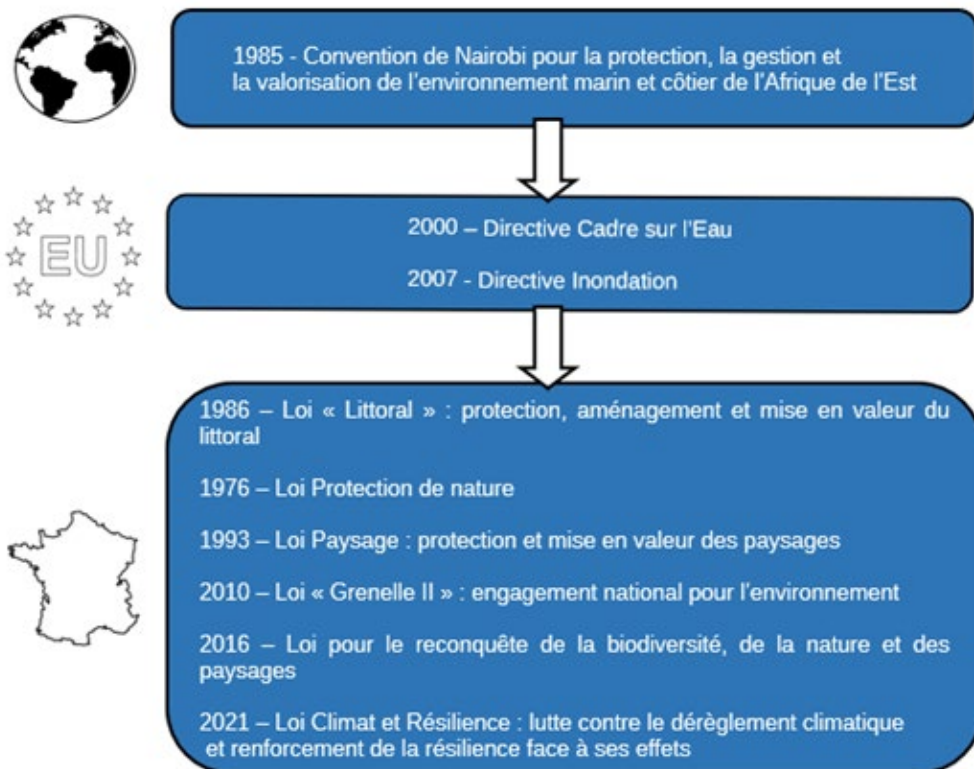 1985 - Convention de Nairobi pour la protection, la gestion et
la valorisation de l'environnement marin et côtier de l'Afrique de l'Est
EU
2000 – Directive Cadre sur l'Eau
2007 - Directive Inondation
1986 – Loi « Littoral » : protection, aménagement et mise en valeur du
littoral
1976 – Loi Protection de nature
1993 – Loi Paysage : protection et mise en valeur des paysages
2010 – Loi « Grenelle II » : engagement national pour l'environnement
2016 – Loi pour le reconquête de la biodiversité, de la nature et des
paysages
2021 – Loi Climat et Résilience : lutte contre le dérèglement climatique
et renforcement de la résilience face à ses effets